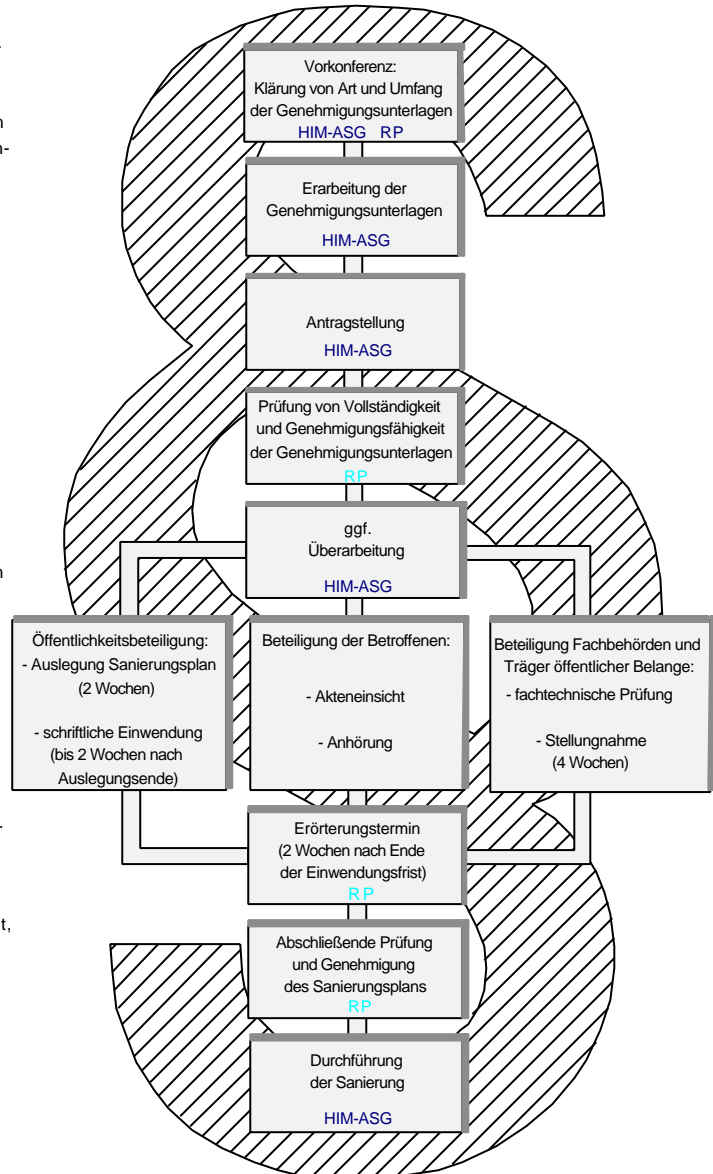 Vorkonferenz:
Klärung von Art und Umfang
der Genehmigungsunterlagen
HIM-ASG RP
n
n-
Erarbeitung der
Genehmigungsunterlagen
HIM-ASG
Antragstellung
HIM-ASG
Prüfung von Vollständigkeit
und Genehmigungsfähigkeit
der Genehmigungsunterlagen
RP
ggf.
Überarbeitung
HIM-ASG
n
Öffentlichkeitsbeteiligung:
- Auslegung Sanierungsplan
(2 Wochen)
- schriftliche Einwendung
(bis 2 Wochen nach
Auslegungsende)
Beteiligung der Betroffenen:
- Akteneinsicht
- Anhörung
Beteiligung Fachbehörden und
Träger öffentlicher Belange:
- fachtechnische Prüfung
- Stellungnahme
(4 Wochen)
Erörterungstermin
(2 Wochen nach Ende
der Einwendungsfrist)
RP
t,
Abschließende Prüfung
und Genehmigung
des Sanierungsplans
RP
Durchführung
der Sanierung
HIM-ASG